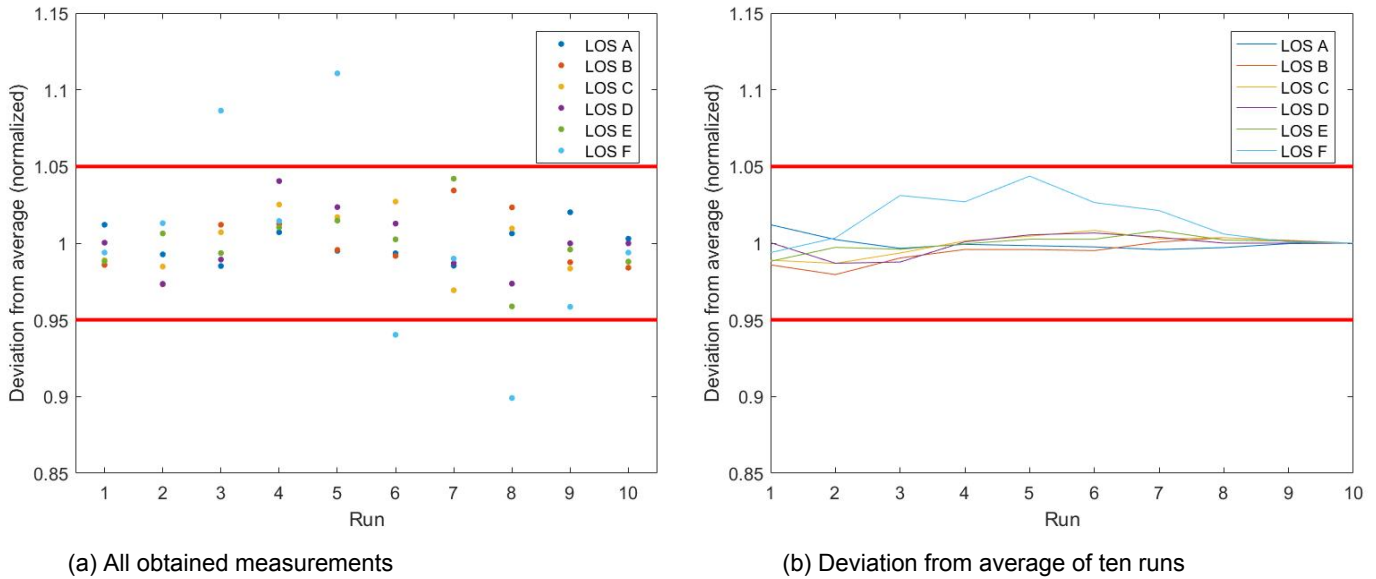 1.15
1.1
1.05
1
0.95
0.9
0.85
Deviation from average (normalized)
LOS A
LOS B
LOS C
LOS D
LOS E
LOS F
1 2 3 4 5 6 7 8 9 10
Run
(a) All obtained measurements
1.15
1.1
1.05
1
0.95
0.9
0.85
Deviation from average (normalized)
LOS A
LOS B
LOS C
LOS D
LOS E
LOS F
1 2 3 4 5 6 7 8 9 10
Run
(b) Deviation from average of ten runs